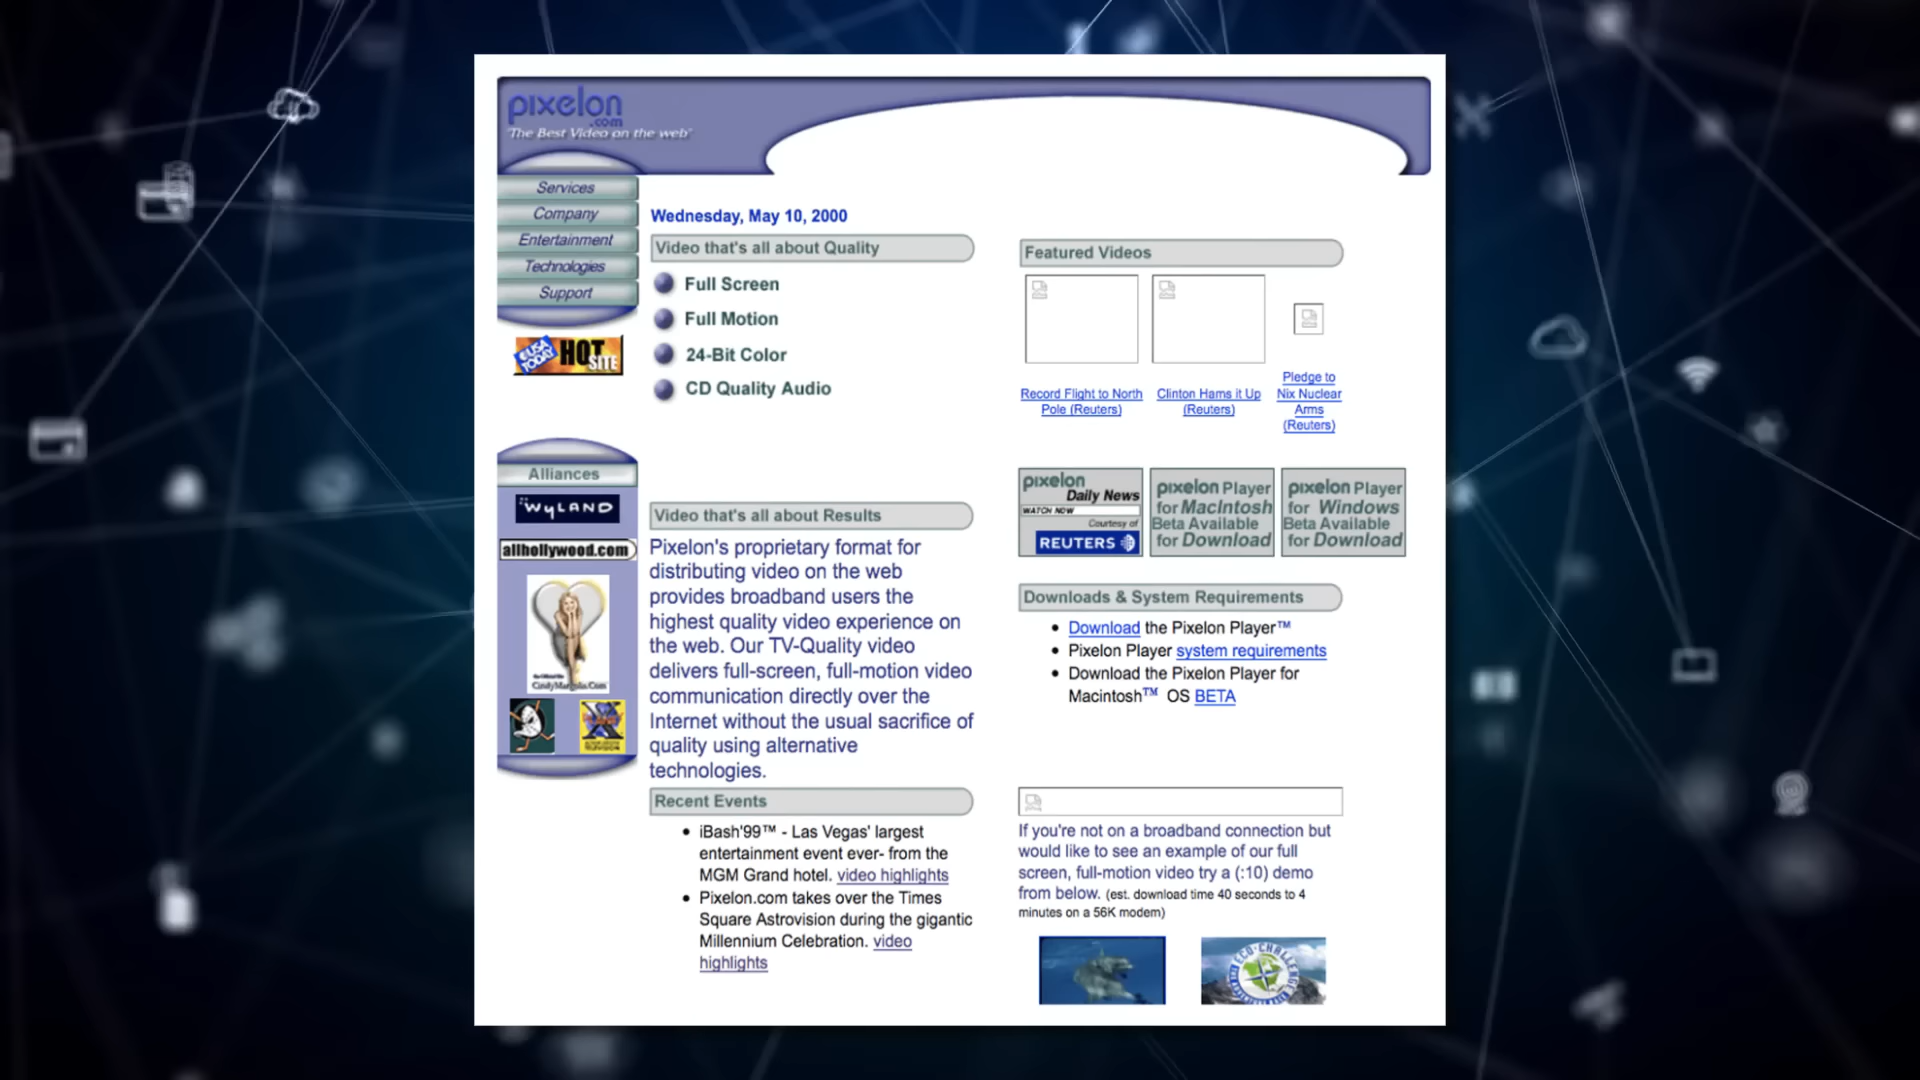 pixelon
.com
"The Best Video on the web"
Services
Company
Entertainment
Technologies
Support
USA TODAY HOT SITE
Alliances
WYLAND
allhollywood.com
CindyMargolis.Com
Wednesday, May 10, 2000
Video that's all about Quality
Full Screen
Full Motion
24-Bit Color
CD Quality Audio
Video that's all about Results
Pixelon's proprietary format for
distributing video on the web
provides broadband users the
highest quality video experience on
the web. Our TV-Quality video
delivers full-screen, full-motion video
communication directly over the
Internet without the usual sacrifice of
quality using alternative
technologies.
Recent Events
iBash'99™ - Las Vegas' largest
entertainment event ever- from the
MGM Grand hotel. video highlights
Pixelon.com takes over the Times
Square Astrovision during the gigantic
Millennium Celebration. video
highlights
Featured Videos
Record Flight to North
Pole (Reuters)
Clinton Hams it Up
(Reuters)
Pledge to
Nix Nuclear
Arms
(Reuters)
pixelon
Daily News
WATCH NOW
Courtesy of
REUTERS
pixelon Player
for MacIntosh
Beta Available
for Download
pixelon Player
for Windows
Beta Available
for Download
Downloads & System Requirements
Download the Pixelon Player™
Pixelon Player system requirements
Download the Pixelon Player for
Macintosh™ OS BETA
If you're not on a broadband connection but
would like to see an example of our full
screen, full-motion video try a (:10) demo
from below. (est. download time 40 seconds to 4
minutes on a 56K modem)
ECO-CHALLENGE